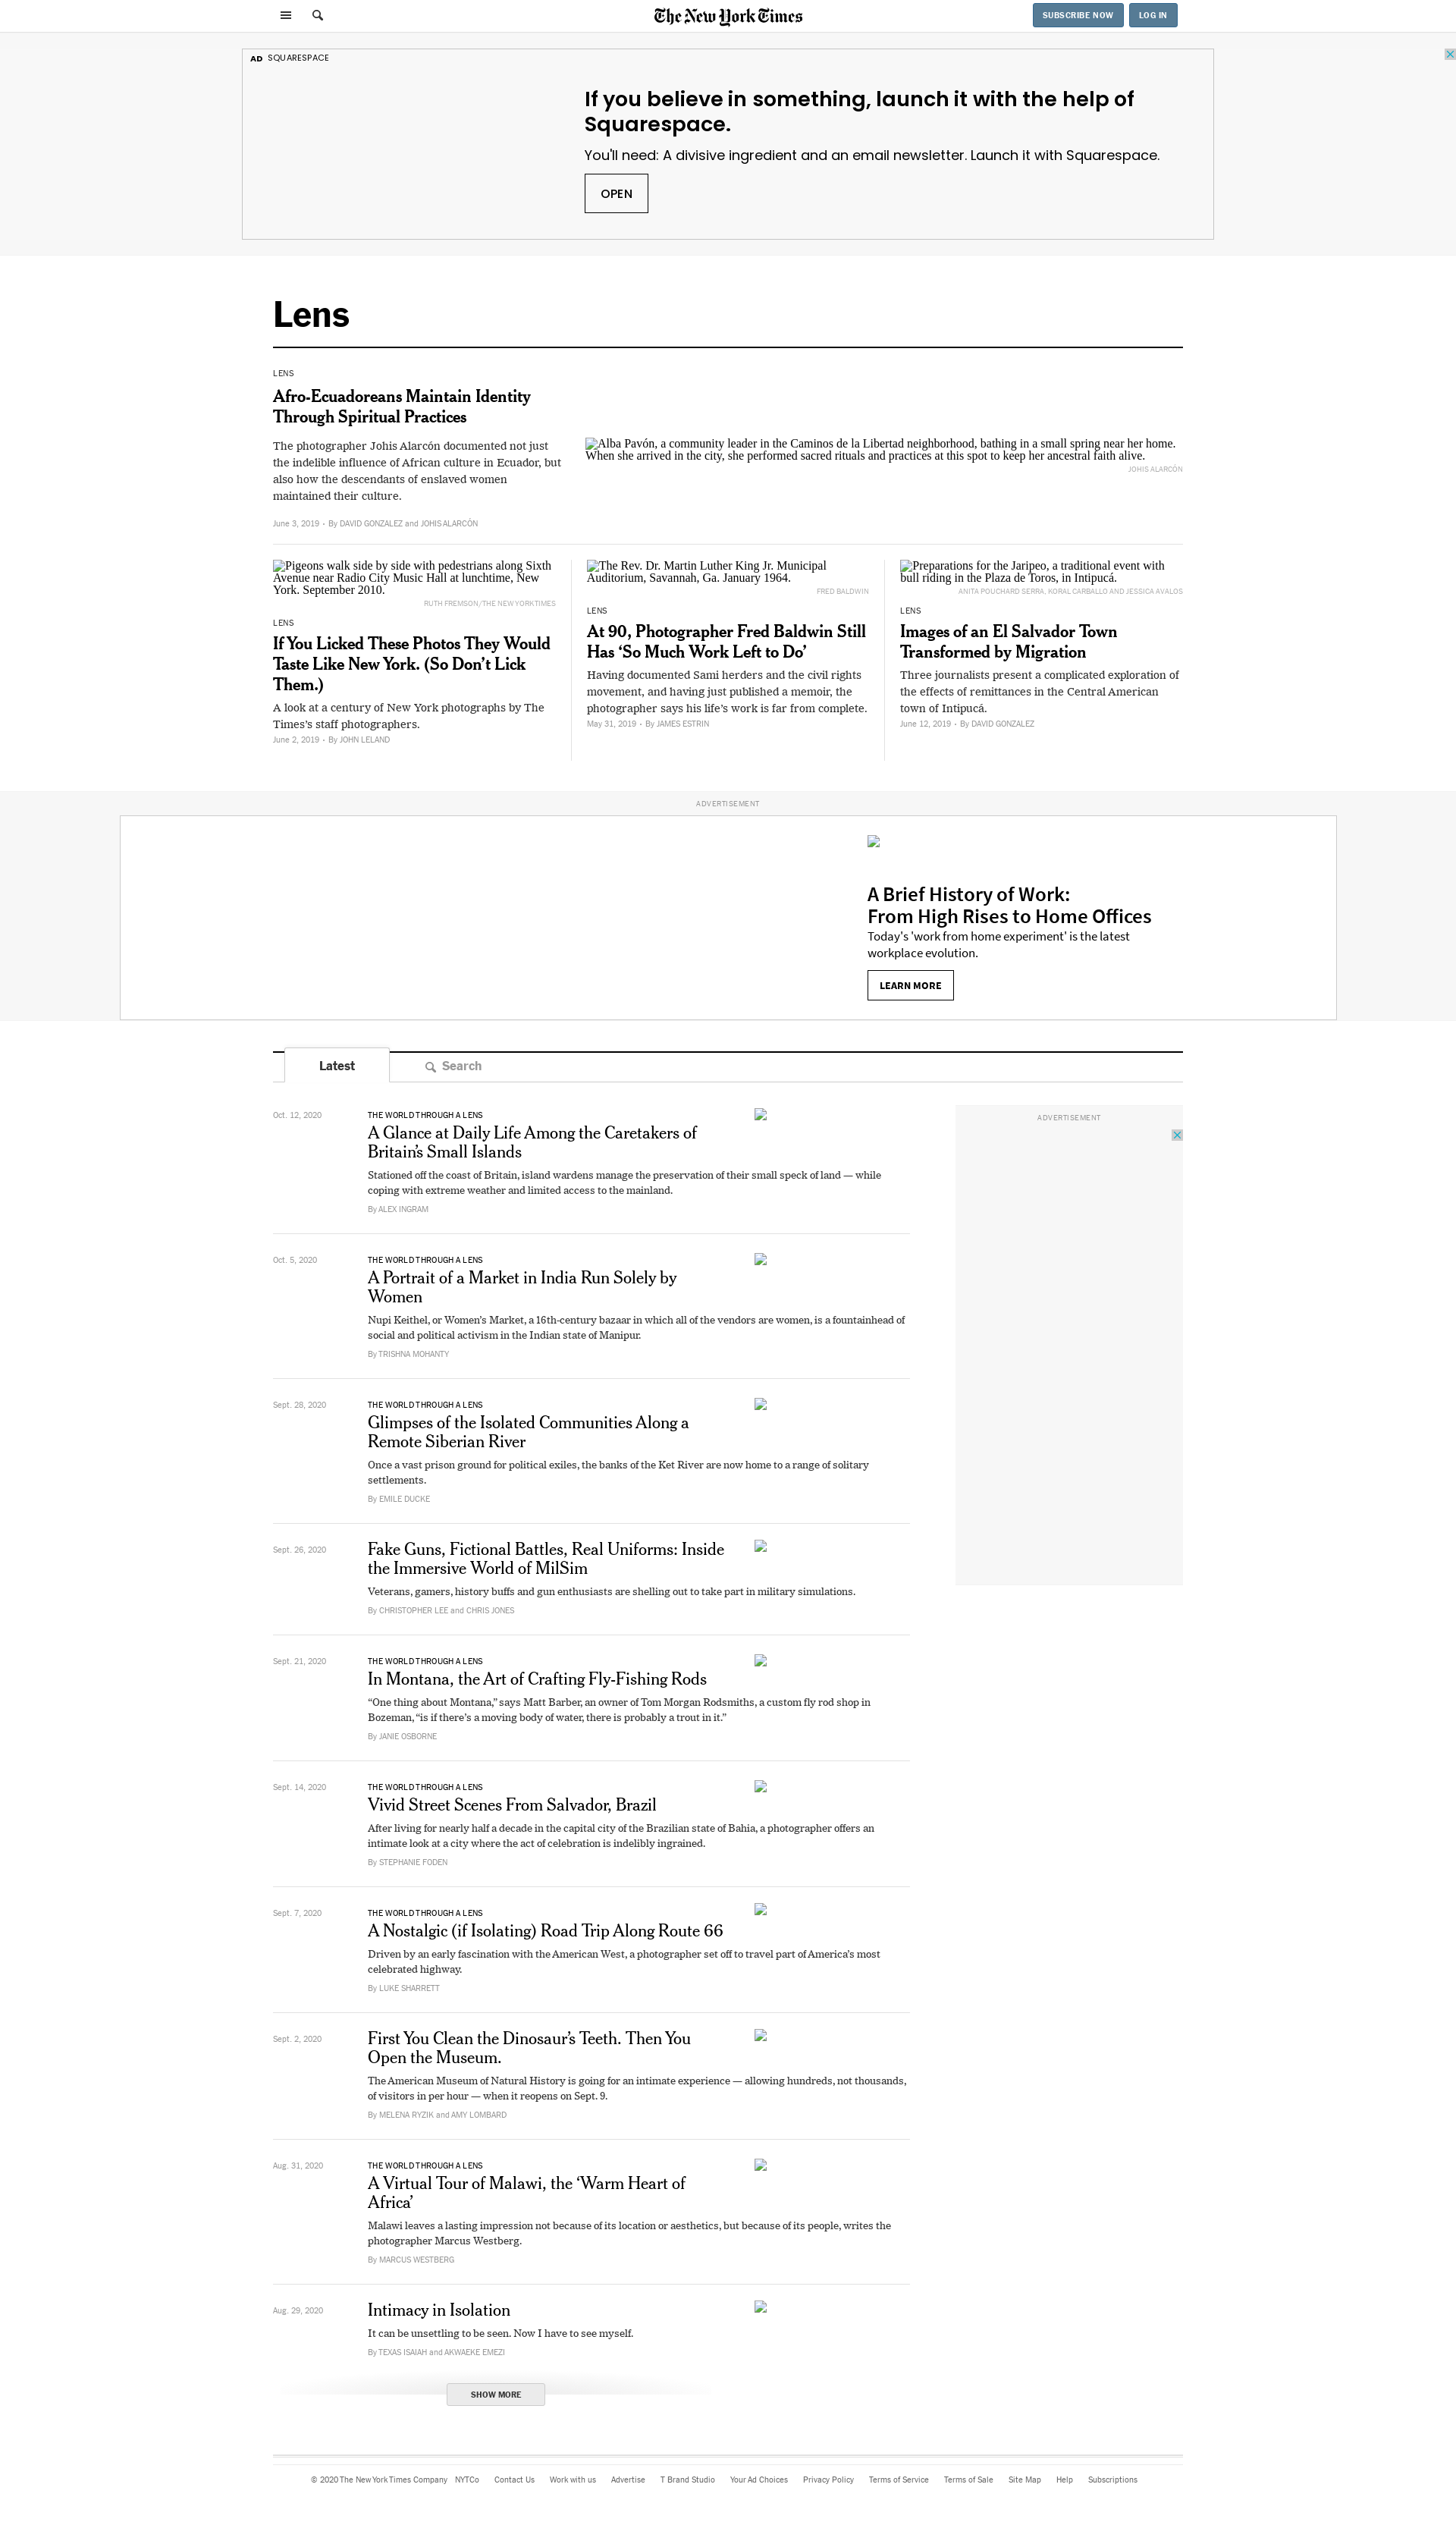 The New York Times
SUBSCRIBE NOW
LOG IN
AD SQUARESPACE
If you believe in something, launch it with the help of
Squarespace.
You'll need: A divisive ingredient and an email newsletter. Launch it with Squarespace.
OPEN
Lens
LENS
Afro-Ecuadoreans Maintain Identity
Through Spiritual Practices
The photographer Johis Alarcón documented not just
the indelible influence of African culture in Ecuador, but
also how the descendants of enslaved women
maintained their culture.
June 3, 2019 • By DAVID GONZALEZ and JOHIS ALARCÓN
Alba Pavón, a community leader in the Caminos de la Libertad neighborhood, bathing in a small spring near her home.
When she arrived in the city, she performed sacred rituals and practices at this spot to keep her ancestral faith alive.
JOHIS ALARCÓN
Pigeons walk side by side with pedestrians along Sixth
Avenue near Radio City Music Hall at lunchtime, New
York. September 2010.
RUTH FREMSON/THE NEW YORK TIMES
LENS
If You Licked These Photos They Would
Taste Like New York. (So Don’t Lick
Them.)
A look at a century of New York photographs by The
Times’s staff photographers.
June 2, 2019 • By JOHN LELAND
The Rev. Dr. Martin Luther King Jr. Municipal
Auditorium, Savannah, Ga. January 1964.
FRED BALDWIN
LENS
At 90, Photographer Fred Baldwin Still
Has ‘So Much Work Left to Do’
Having documented Sami herders and the civil rights
movement, and having just published a memoir, the
photographer says his life’s work is far from complete.
May 31, 2019 • By JAMES ESTRIN
Preparations for the Jaripeo, a traditional event with
bull riding in the Plaza de Toros, in Intipucá.
ANITA POUCHARD SERRA, KORAL CARBALLO AND JESSICA AVALOS
LENS
Images of an El Salvador Town
Transformed by Migration
Three journalists present a complicated exploration of
the effects of remittances in the Central American
town of Intipucá.
June 12, 2019 • By DAVID GONZALEZ
ADVERTISEMENT
A Brief History of Work:
From High Rises to Home Offices
Today's 'work from home experiment' is the latest
workplace evolution.
LEARN MORE
Latest
Search
Oct. 12, 2020
THE WORLD THROUGH A LENS
A Glance at Daily Life Among the Caretakers of
Britain’s Small Islands
Stationed off the coast of Britain, island wardens manage the preservation of their small speck of land — while
coping with extreme weather and limited access to the mainland.
By ALEX INGRAM
ADVERTISEMENT
Oct. 5, 2020
THE WORLD THROUGH A LENS
A Portrait of a Market in India Run Solely by
Women
Nupi Keithel, or Women’s Market, a 16th-century bazaar in which all of the vendors are women, is a fountainhead of
social and political activism in the Indian state of Manipur.
By TRISHNA MOHANTY
Sept. 28, 2020
THE WORLD THROUGH A LENS
Glimpses of the Isolated Communities Along a
Remote Siberian River
Once a vast prison ground for political exiles, the banks of the Ket River are now home to a range of solitary
settlements.
By EMILE DUCKE
Sept. 26, 2020
Fake Guns, Fictional Battles, Real Uniforms: Inside
the Immersive World of MilSim
Veterans, gamers, history buffs and gun enthusiasts are shelling out to take part in military simulations.
By CHRISTOPHER LEE and CHRIS JONES
Sept. 21, 2020
THE WORLD THROUGH A LENS
In Montana, the Art of Crafting Fly-Fishing Rods
“One thing about Montana,” says Matt Barber, an owner of Tom Morgan Rodsmiths, a custom fly rod shop in
Bozeman, “is if there’s a moving body of water, there is probably a trout in it.”
By JANIE OSBORNE
Sept. 14, 2020
THE WORLD THROUGH A LENS
Vivid Street Scenes From Salvador, Brazil
After living for nearly half a decade in the capital city of the Brazilian state of Bahia, a photographer offers an
intimate look at a city where the act of celebration is indelibly ingrained.
By STEPHANIE FODEN
Sept. 7, 2020
THE WORLD THROUGH A LENS
A Nostalgic (if Isolating) Road Trip Along Route 66
Driven by an early fascination with the American West, a photographer set off to travel part of America’s most
celebrated highway.
By LUKE SHARRETT
Sept. 2, 2020
First You Clean the Dinosaur’s Teeth. Then You
Open the Museum.
The American Museum of Natural History is going for an intimate experience — allowing hundreds, not thousands,
of visitors in per hour — when it reopens on Sept. 9.
By MELENA RYZIK and AMY LOMBARD
Aug. 31, 2020
THE WORLD THROUGH A LENS
A Virtual Tour of Malawi, the ‘Warm Heart of
Africa’
Malawi leaves a lasting impression not because of its location or aesthetics, but because of its people, writes the
photographer Marcus Westberg.
By MARCUS WESTBERG
Aug. 29, 2020
Intimacy in Isolation
It can be unsettling to be seen. Now I have to see myself.
By TEXAS ISAIAH and AKWAEKE EMEZI
SHOW MORE
© 2020 The New York Times Company NYTCo Contact Us Work with us Advertise T Brand Studio Your Ad Choices Privacy Policy Terms of Service Terms of Sale Site Map Help Subscriptions